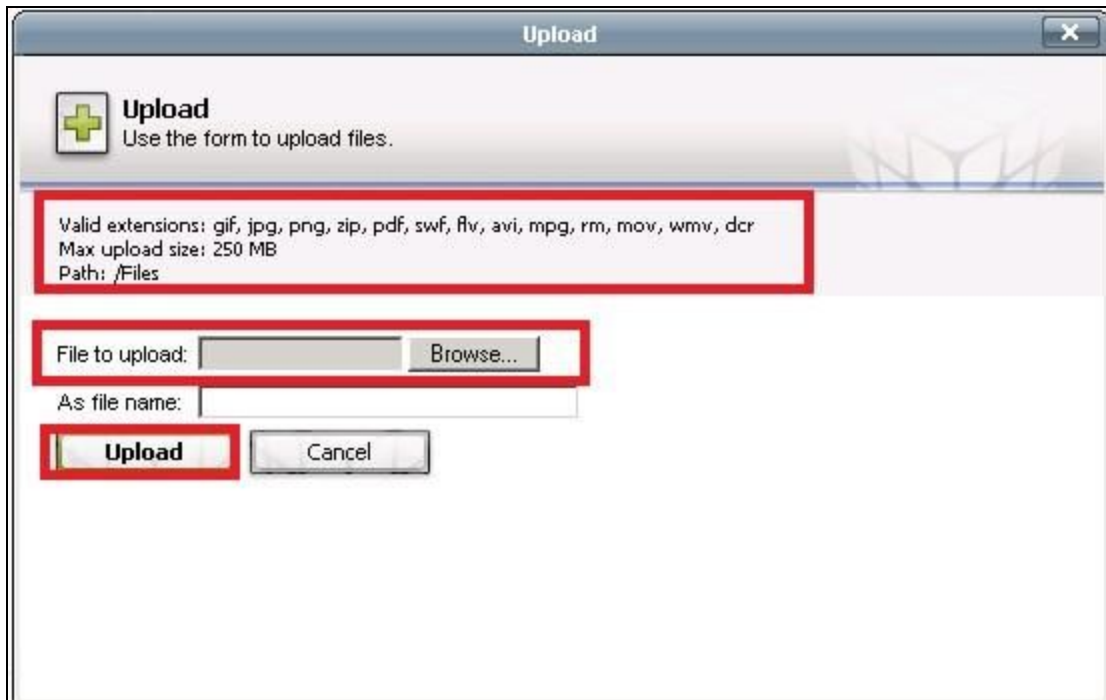 Upload
Upload
Use the form to upload files.
Valid extensions: gif, jpg, png, zip, pdf, swf, flv, avi, mpg, rm, mov, wmv, dcr
Max upload size: 250 MB
Path: /Files
File to upload: Browse...
As file name:
Upload Cancel